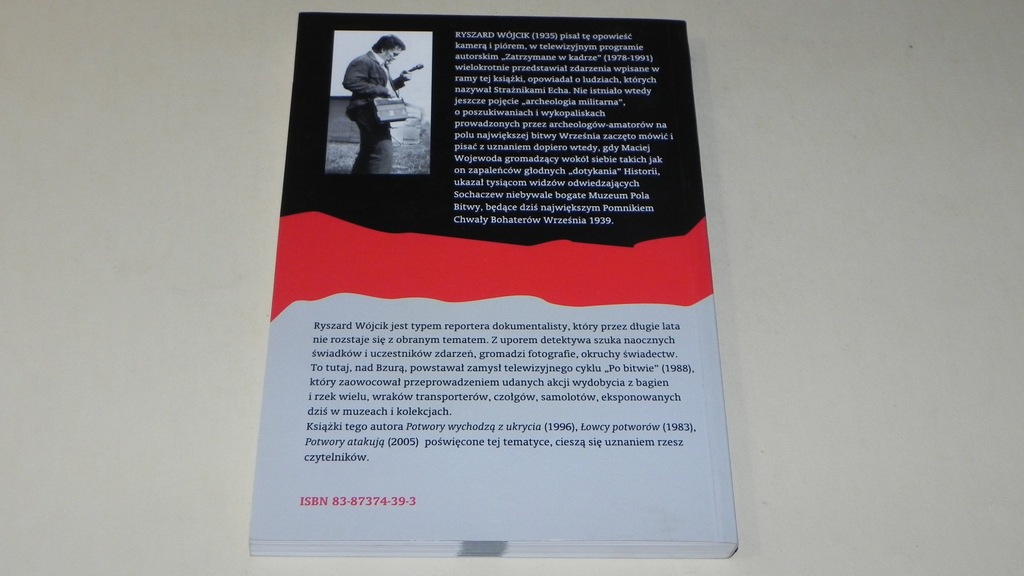 RYSZARD WÓJCIK (1935) pisał tę opowieść
kamerą i piórem, w telewizyjnym programie
autorskim „Zatrzymane w kadrze” (1978-1991)
wielokrotnie przedstawiał zdarzenia wpisane w
ramy tej książki, opowiadał o ludziach, których
nazywał Strażnikami Echa. Nie istniało wtedy
jeszcze pojęcie „archeologia militarna”,
o poszukiwaniach i wykopaliskach
prowadzonych przez archeologów-amatorów na
polu największej bitwy Września zaczęto mówić i
pisać z uznaniem dopiero wtedy, gdy Maciej
Wojewoda gromadzący wokół siebie takich jak
on zapaleńców głodnych „dotykania” Historii,
ukazał tysiącom widzów odwiedzających
Sochaczew niebywale bogate Muzeum Pola
Bitwy, będące dziś największym Pomnikiem
Chwały Bohaterów Września 1939.
Ryszard Wójcik jest typem reportera dokumentalisty, który przez długie lata
nie rozstaje się z obranym tematem. Z uporem detektywa szuka naocznych
świadków i uczestników zdarzeń, gromadzi fotografie, okruchy świadectw.
To tutaj, nad Bzurą, powstawał zamysł telewizyjnego cyklu „Po bitwie” (1988),
który zaowocował przeprowadzeniem udanych akcji wydobycia z bagien
i rzek wielu, wraków transporterów, czołgów, samolotów, eksponowanych
dziś w muzeach i kolekcjach.
Książki tego autora Potwory wychodzą z ukrycia (1996), Łowcy potworów (1983),
Potwory atakują (2005) poświęcone tej tematyce, cieszą się uznaniem rzesz
czytelników.
ISBN 83-87374-39-3